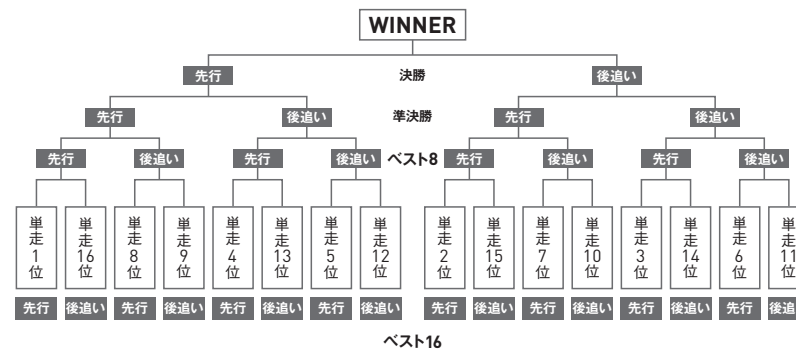 WINNER
先行 決勝 後追い
先行 後追い 準決勝 先行 後追い
先行 後追い 先行 後追い ベスト8 先行 後追い 先行 後追い
単走1位 単走16位 単走8位 単走9位 単走4位 単走13位 単走5位 単走12位 単走2位 単走15位 単走7位 単走10位 単走3位 単走14位 単走6位 単走11位
先行 後追い 先行 後追い 先行 後追い 先行 後追い 先行 後追い 先行 後追い 先行 後追い 先行 後追
ベスト16